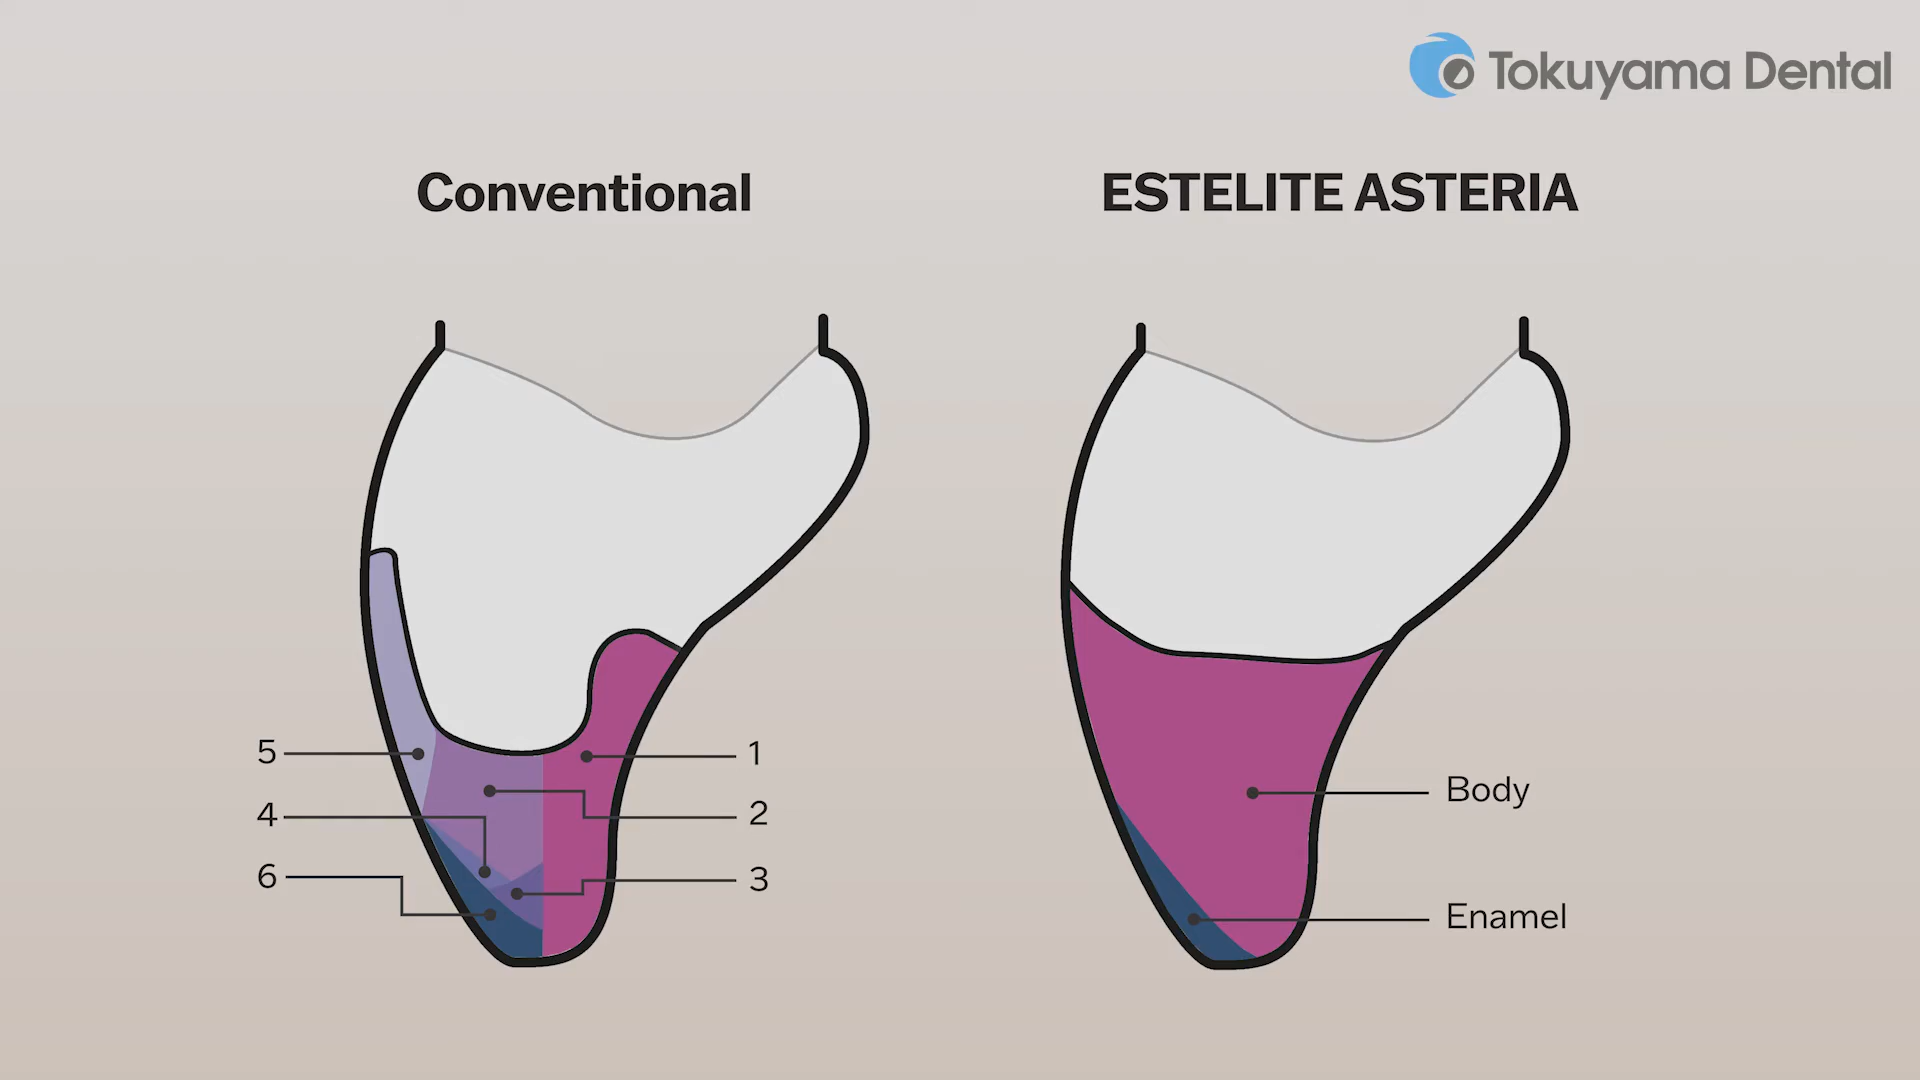 Tokuyama Dental
Conventional
ESTELITE ASTERIA
5
1
4
2
6
3
Body
Enamel